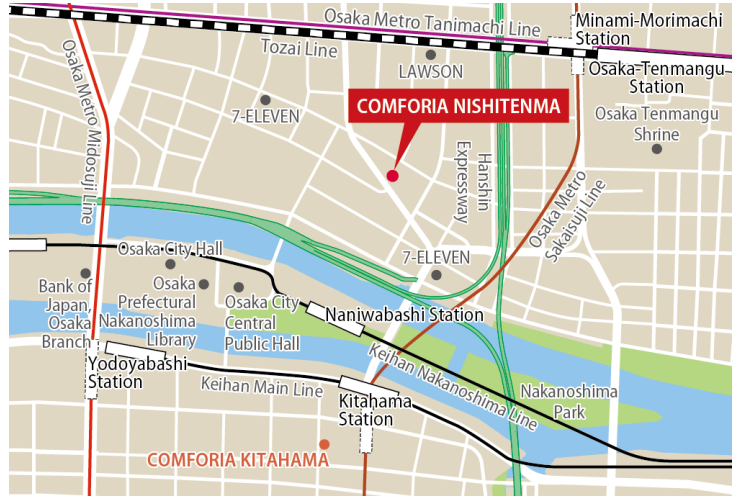 Osaka Metro Tanimachi Line
Minami-Morimachi
Station
Tozai Line
LAWSON
Osaka-Tenmangu
Station
Osaka Metro Midosuji Line
7-ELEVEN
COMFORIA NISHITENMA
Osaka Tenmangu
Shrine
Hanshin
Expressway
Osaka Metro
Sakaisuji Line
Osaka City Hall
7-ELEVEN
Bank of
Japan,
Osaka
Branch
Osaka
Prefectural
Nakanoshima
Library
Osaka City
Central
Public Hall
Naniwabashi Station
Yodoyabashi
Station
Keihan Main Line
Keihan Nakanoshima Line
Nakanoshima
Park
Kitahama
Station
COMFORIA KITAHAMA